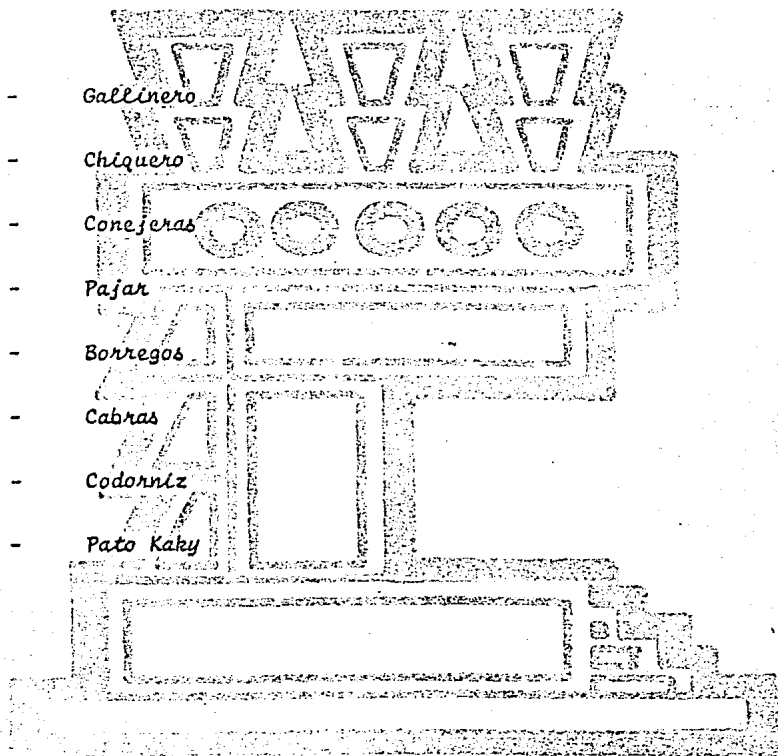 - Gallinero
- Chiquero
- Conejeras
- Pajar
- Borregos
- Cabras
- Codorniz
- Pato Kaky